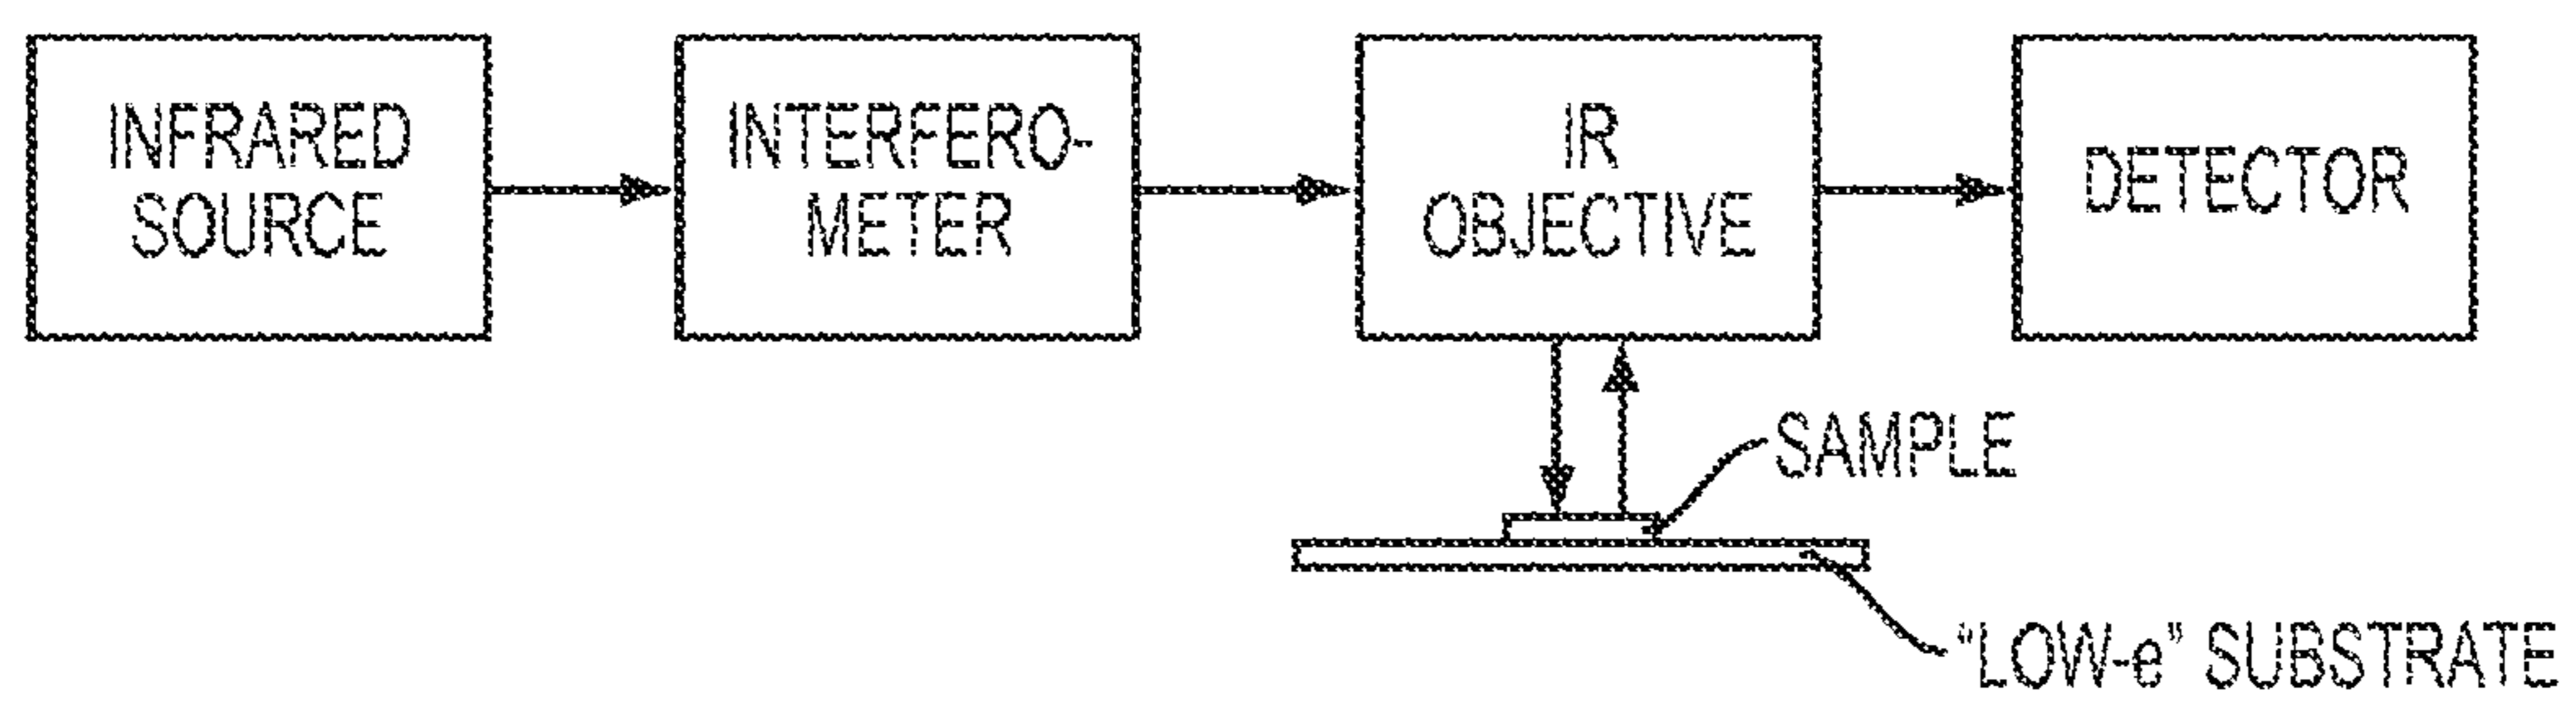 INFRARED
SOURCE
INTERFERO-
METER
IR
OBJECTIVE
DETECTOR
SAMPLE
“LOW-e” SUBSTRATE